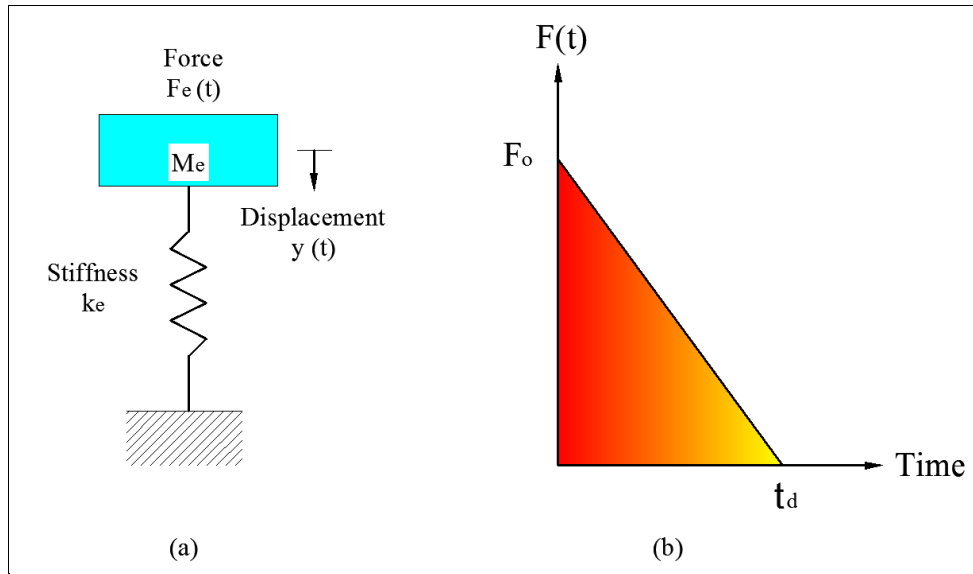 Force
Fe (t)
Me
Displacement
y (t)
Stiffness
ke
(a)
F(t)
Fo
td
Time
(b)